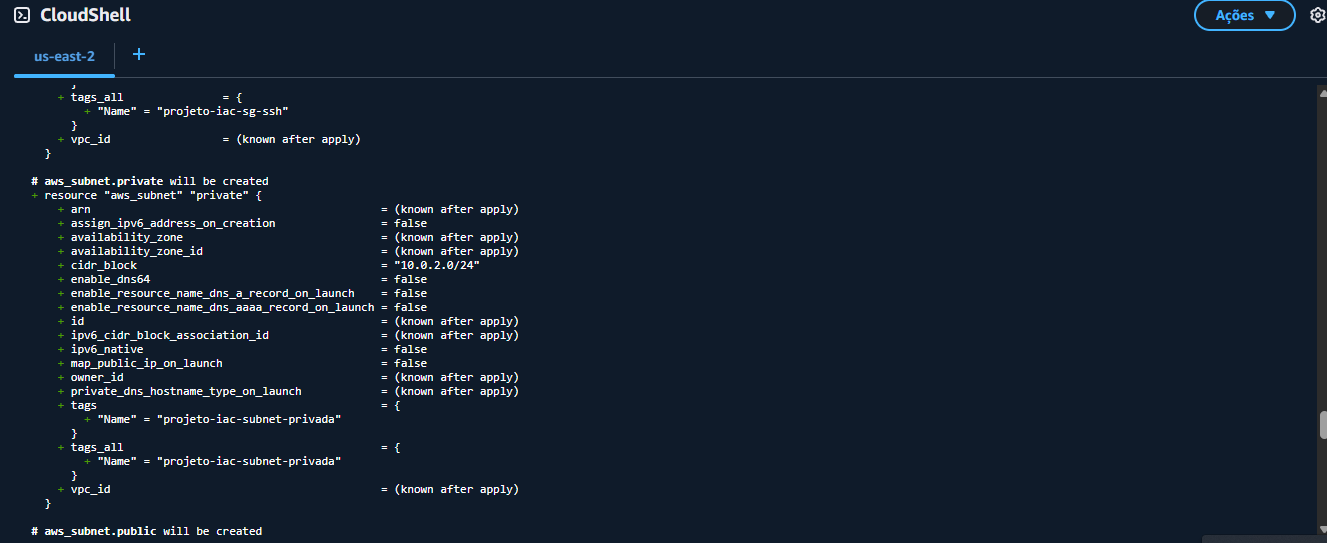 CloudShell
Ações
us-east-2 +
}
+ tags_all = {
+ "Name" = "projeto-iac-sg-ssh"
}
+ vpc_id = (known after apply)
}
# aws_subnet.private will be created
+ resource "aws_subnet" "private" {
+ arn = (known after apply)
+ assign_ipv6_address_on_creation = false
+ availability_zone = (known after apply)
+ availability_zone_id = (known after apply)
+ cidr_block = "10.0.2.0/24"
+ enable_dns64 = false
+ enable_resource_name_dns_a_record_on_launch = false
+ enable_resource_name_dns_aaaa_record_on_launch = false
+ id = (known after apply)
+ ipv6_cidr_block_association_id = (known after apply)
+ ipv6_native = false
+ map_public_ip_on_launch = false
+ owner_id = (known after apply)
+ private_dns_hostname_type_on_launch = (known after apply)
+ tags = {
+ "Name" = "projeto-iac-subnet-privada"
}
+ tags_all = {
+ "Name" = "projeto-iac-subnet-privada"
}
+ vpc_id = (known after apply)
}
# aws_subnet.public will be created